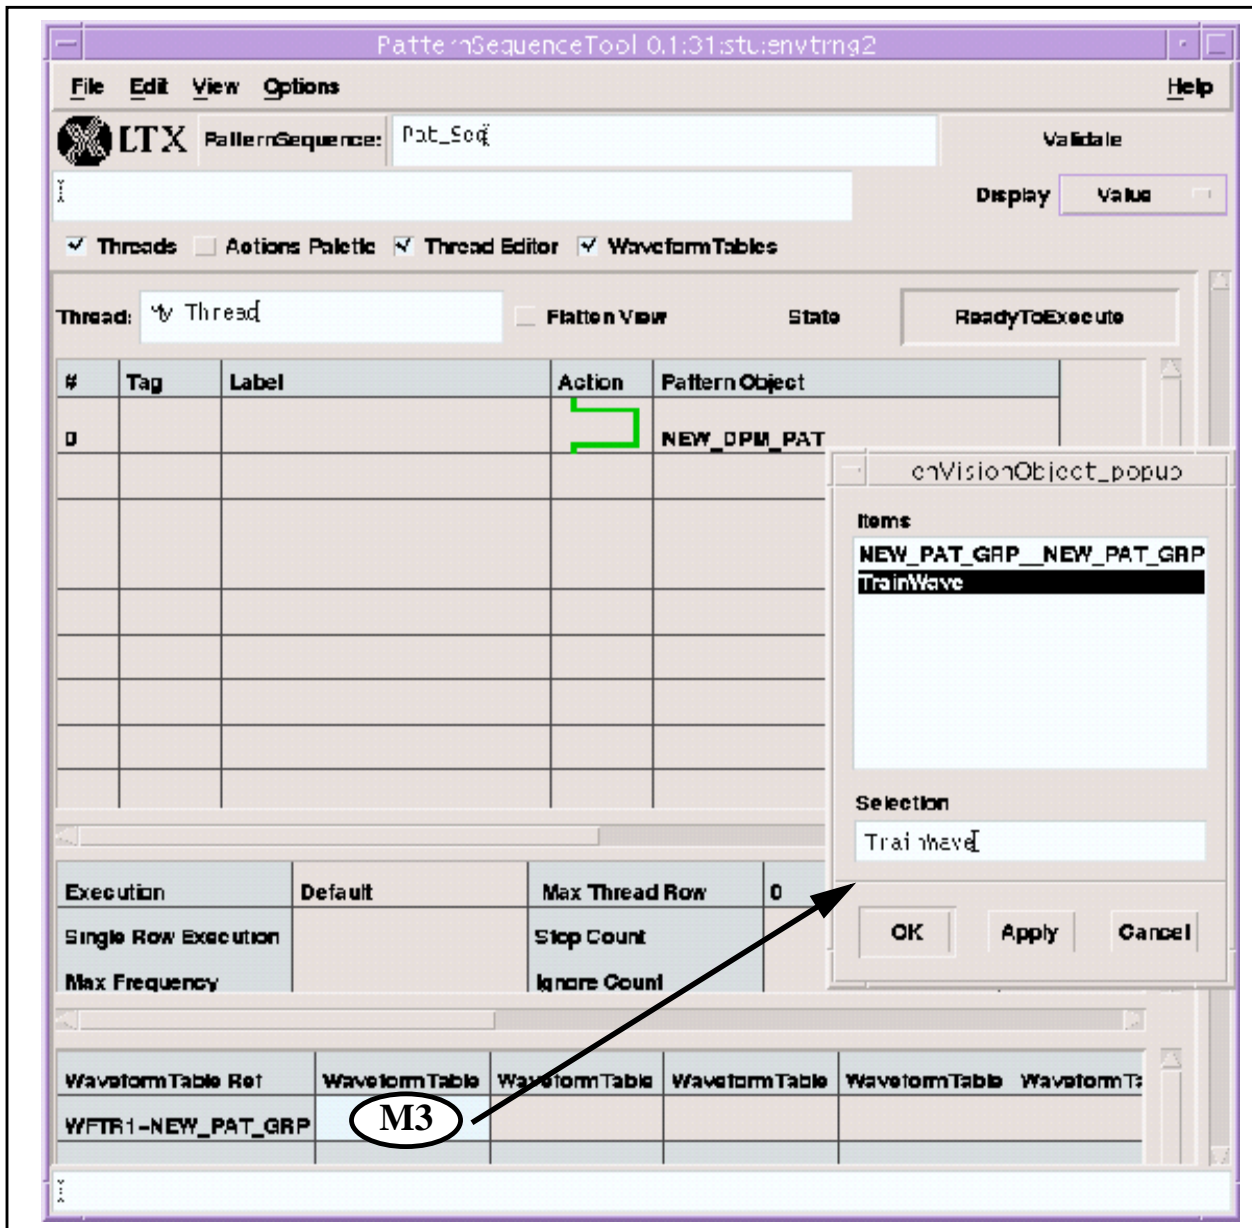 PatternSequenceTool 0.1:31:stu:envtrng2
File Edit View Options Help
LTX PatternSequence: Pat_Seq Validate
Display Value
Threads Actions Palette Thread Editor WaveformTables
Thread: My Thread Flatten View State ReadyToExecute
# Tag Label Action Pattern Object
0 NEW_DPM_PAT
enVisionObject_popup
Items
NEW_PAT_GRP__NEW_PAT_GRP
TrainWave
Selection
TrainWave
OK Apply Cancel
Execution Default Max Thread Row 0
Single Row Execution Stop Count
Max Frequency Ignore Count
WaveformTable Ref WaveformTable WaveformTable WaveformTable WaveformTable WaveformTa
WFTR1-NEW_PAT_GRP M3